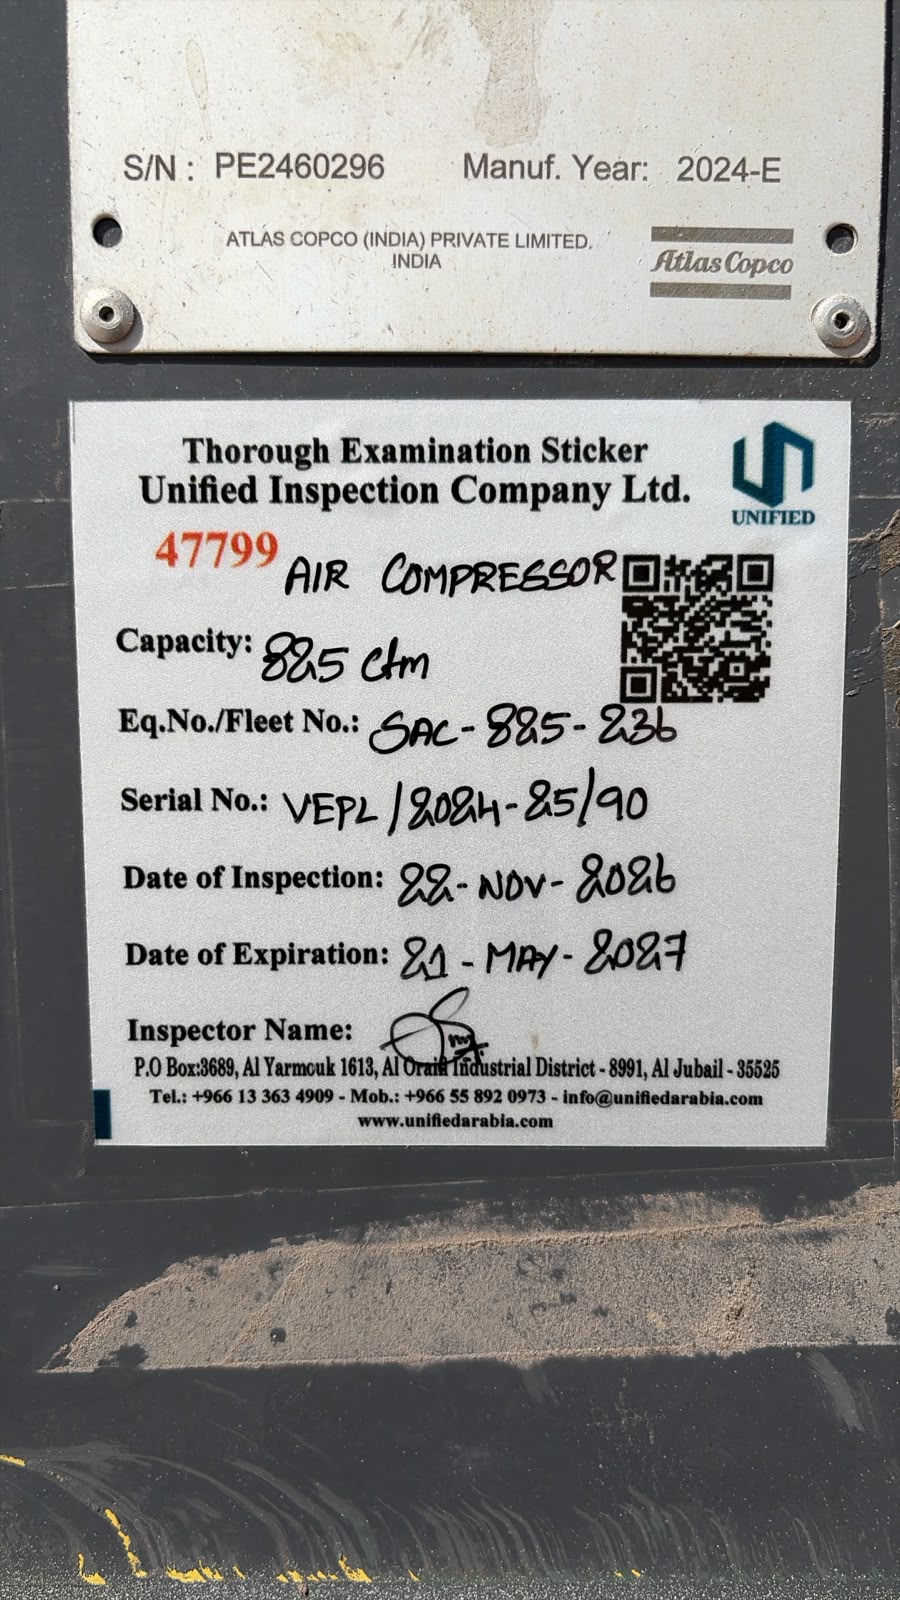 S/N : PE2460296 Manuf. Year: 2024-E
ATLAS COPCO (INDIA) PRIVATE LIMITED.
INDIA
Atlas Copco
Thorough Examination Sticker
Unified Inspection Company Ltd.
UNIFIED
47799
AIR COMPRESSOR
Capacity: 825 cfm
Eq.No./Fleet No.: SAC-825-236
Serial No.: VEPL/2024-25/90
Date of Inspection: 22-NOV-2026
Date of Expiration: 21-MAY-2027
Inspector Name:
P.O Box:3689, Al Yarmouk 1613, Al Oraifi Industrial District - 8991, Al Jubail - 35525
Tel.: +966 13 363 4909 - Mob.: +966 55 892 0973 - info@unifiedarabia.com
www.unifiedarabia.com